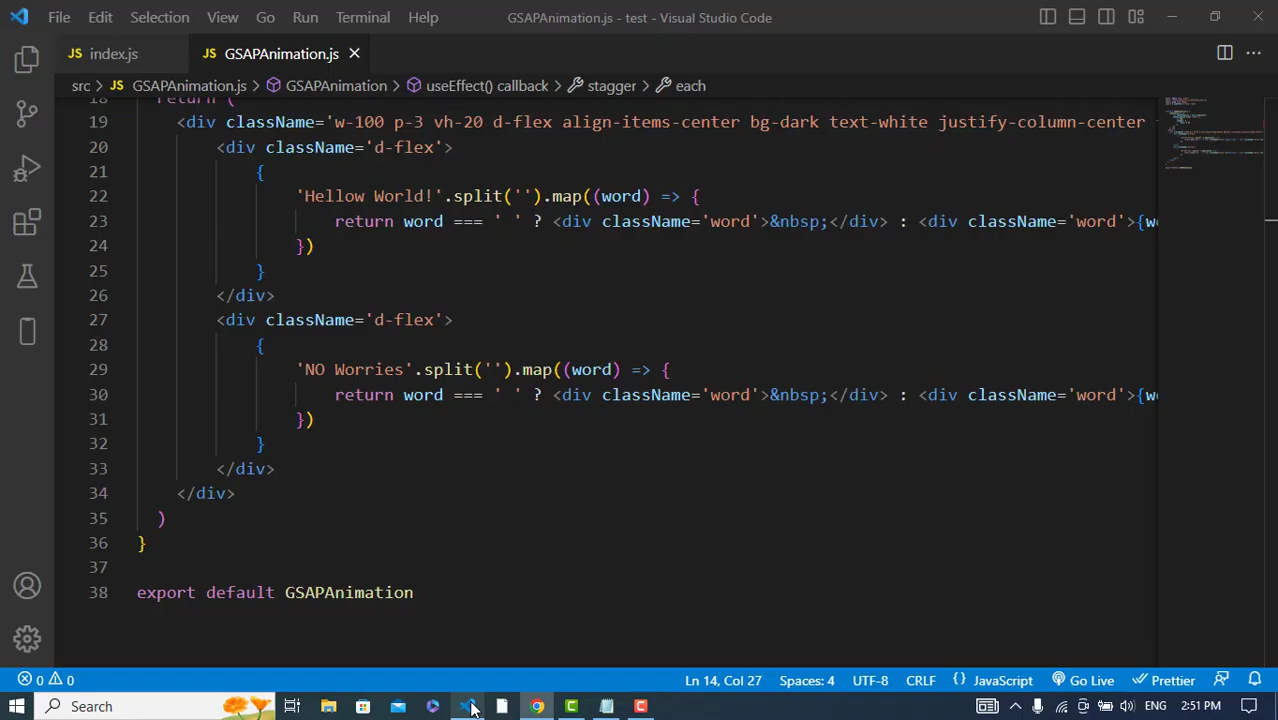 File Edit Selection View Go Run Terminal Help GSAPAnimation.js - test - Visual Studio Code
JS index.js JS GSAPAnimation.js
src JS GSAPAnimation.js GSAPAnimation useEffect() callback stagger each
18 return (
19 <div className='w-100 p-3 vh-20 d-flex align-items-center bg-dark text-white justify-column-center
20 <div className='d-flex'>
21 {
22 'Hellow World!'.split('').map((word) => {
23 return word === ' ' ? <div className='word'>&nbsp;</div> : <div className='word'>{wo
24 })
25 }
26 </div>
27 <div className='d-flex'>
28 {
29 'NO Worries'.split('').map((word) => {
30 return word === ' ' ? <div className='word'>&nbsp;</div> : <div className='word'>{wo
31 })
32 }
33 </div>
34 </div>
35 )
36 }
37
38 export default GSAPAnimation
0 0 Ln 14, Col 27 Spaces: 4 UTF-8 CRLF {} JavaScript Go Live Prettier
Search ENG 2:51 PM